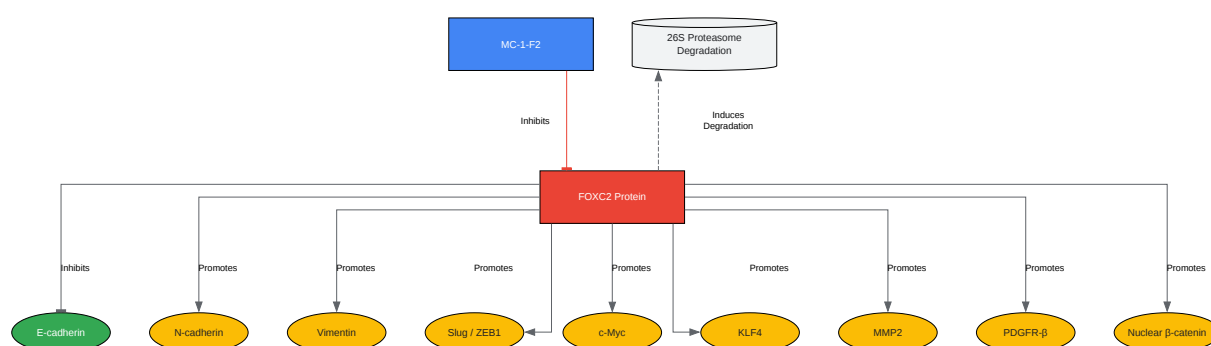 MC-1-F2
26S Proteasome
Degradation
Inhibits
Induces
Degradation
FOXC2 Protein
Inhibits
Promotes
Promotes
Promotes
Promotes
Promotes
Promotes
Promotes
Promotes
E-cadherin
N-cadherin
Vimentin
Slug / ZEB1
c-Myc
KLF4
MMP2
PDGFR-β
Nuclear β-catenin